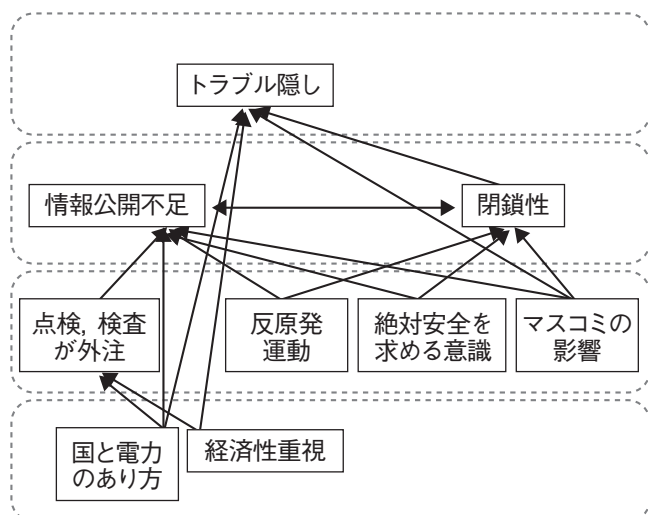 トラブル隠し
情報公開不足
閉鎖性
点検，検査
が外注
反原発
運動
絶対安全を
求める意識
マスコミの
影響
国と電力
のあり方
経済性重視